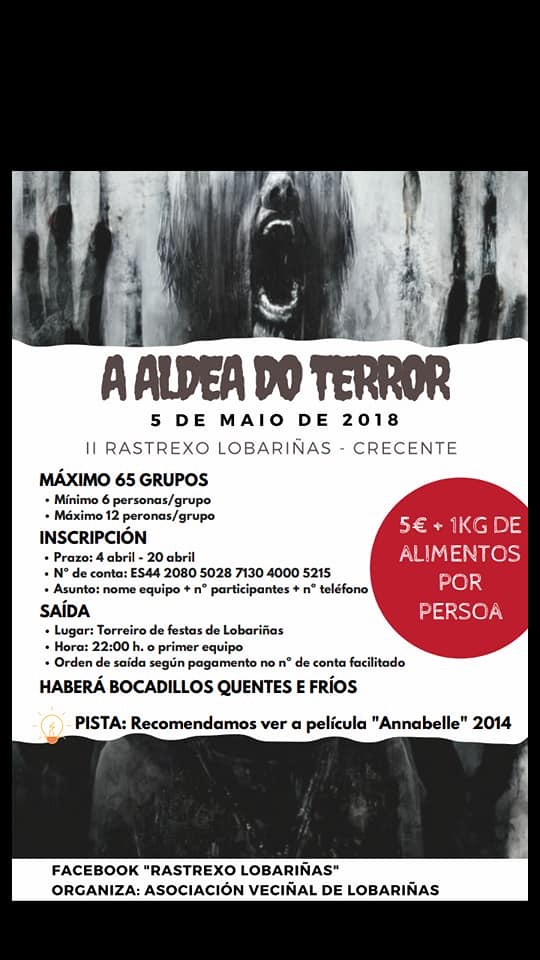 A ALDEA DO TERROR
5 DE MAIO DE 2018
II RASTREXO LOBARIÑAS - CRECENTE
MÁXIMO 65 GRUPOS
• Mínimo 6 personas/grupo
• Máximo 12 peronas/grupo
INSCRIPCIÓN
• Prazo: 4 abril - 20 abril
• Nº de conta: ES44 2080 5028 7130 4000 5215
• Asunto: nome equipo + nº participantes + nº teléfono
5€ + 1KG DE
ALIMENTOS
POR
PERSOA
SAÍDA
• Lugar: Torreiro de festas de Lobariñas
• Hora: 22:00 h. o primer equipo
• Orden de saída según pagamento no nº de conta facilitado
HABERÁ BOCADILLOS QUENTES E FRÍOS
PISTA: Recomendamos ver a película "Annabelle" 2014
FACEBOOK "RASTREXO LOBARIÑAS"
ORGANIZA: ASOCIACIÓN VECIÑAL DE LOBARIÑAS